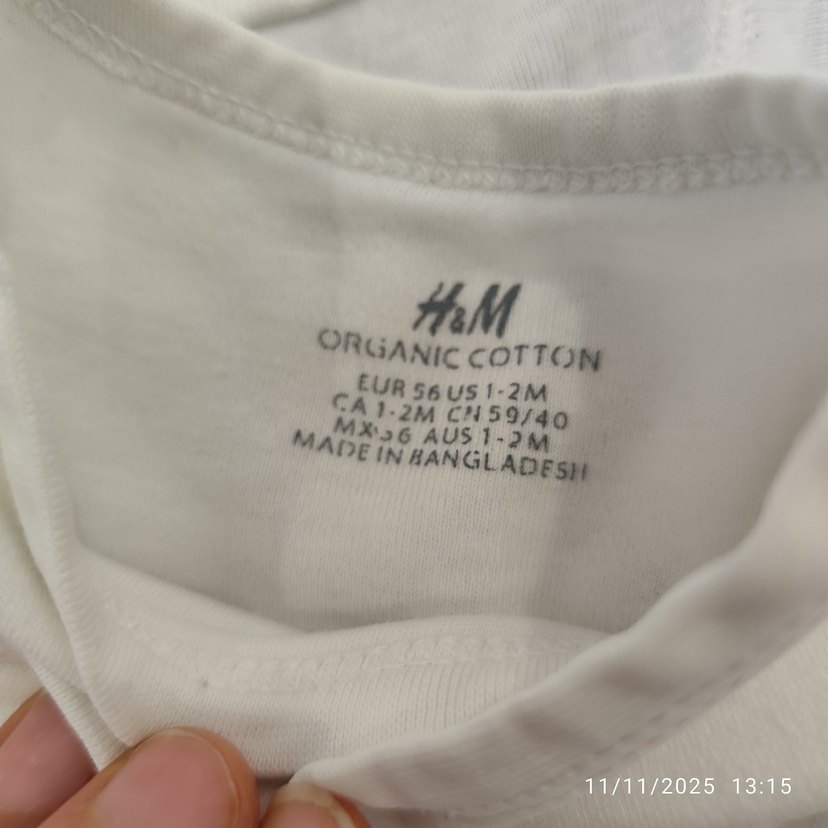 H&M
ORGANIC COTTON
EUR 56 US 1-2M
CA 1-2M CN 59/40
MX 56 AUS 1-2M
MADE IN BANGLADESH
11/11/2025 13:15